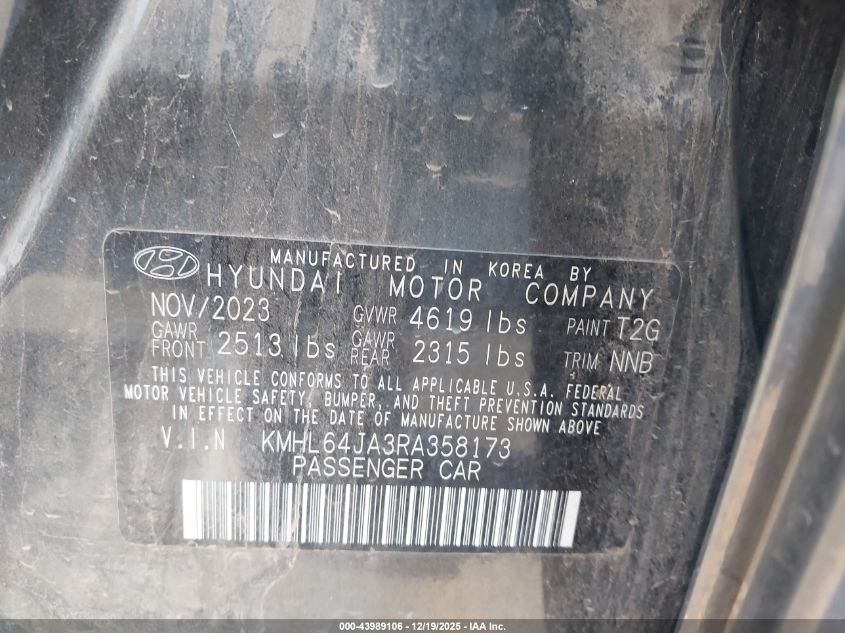 MANUFACTURED IN KOREA BY
HYUNDAI MOTOR COMPANY
NOV/2023 GVWR 4619 lbs PAINT T2G
GAWR FRONT 2513 lbs GAWR REAR 2315 lbs TRIM NNB
THIS VEHICLE CONFORMS TO ALL APPLICABLE U.S.A. FEDERAL
MOTOR VEHICLE SAFETY, BUMPER, AND THEFT PREVENTION STANDARDS
IN EFFECT ON THE DATE OF MANUFACTURE SHOWN ABOVE
V.I.N KMHL64JA3RA358173
PASSENGER CAR
000-43989106 - 12/19/2025 - IAA Inc.